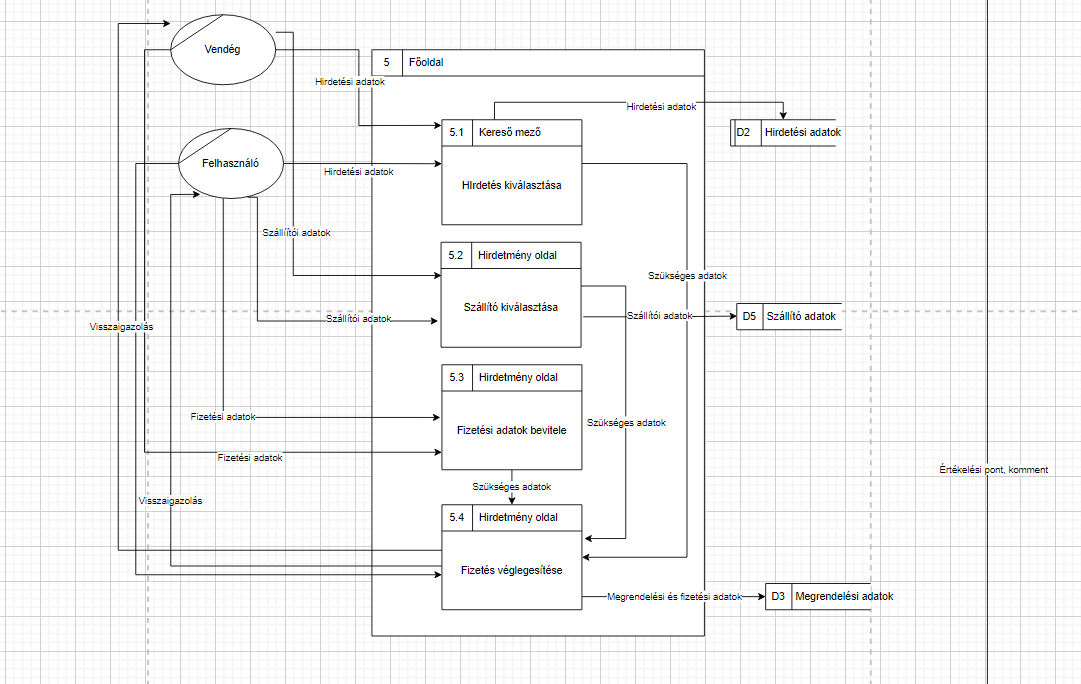 Vendég
5 Főoldal
Hirdetési adatok
Hirdetési adatok
5.1 Kereső mező
D2 Hirdetési adatok
Felhasználó
Hirdetési adatok
HIrdetés kiválasztása
Szállíítói adatok
5.2 Hirdetmény oldal
Szükséges adatok
Szállító kiválasztása
Szállítói adatok
Szállítói adatok
D5 Szállító adatok
Visszaigazolás
5.3 Hirdetmény oldal
Fizetési adatok
Szükséges adatok
Fizetési adatok bevitele
Fizetési adatok
Értékelési pont, komment
Szükséges adatok
Visszaigazolás
5.4 Hirdetmény oldal
Fizetés véglegesítése
Megrendelési és fizetési adatok
D3 Megrendelési adatok